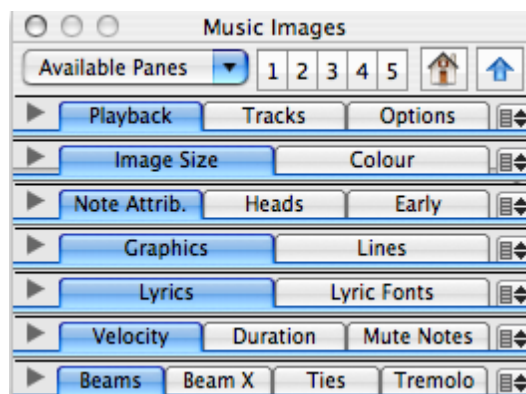 Music Images
Available Panes 1 2 3 4 5
Playback Tracks Options
Image Size Colour
Note Attrib. Heads Early
Graphics Lines
Lyrics Lyric Fonts
Velocity Duration Mute Notes
Beams Beam X Ties Tremolo